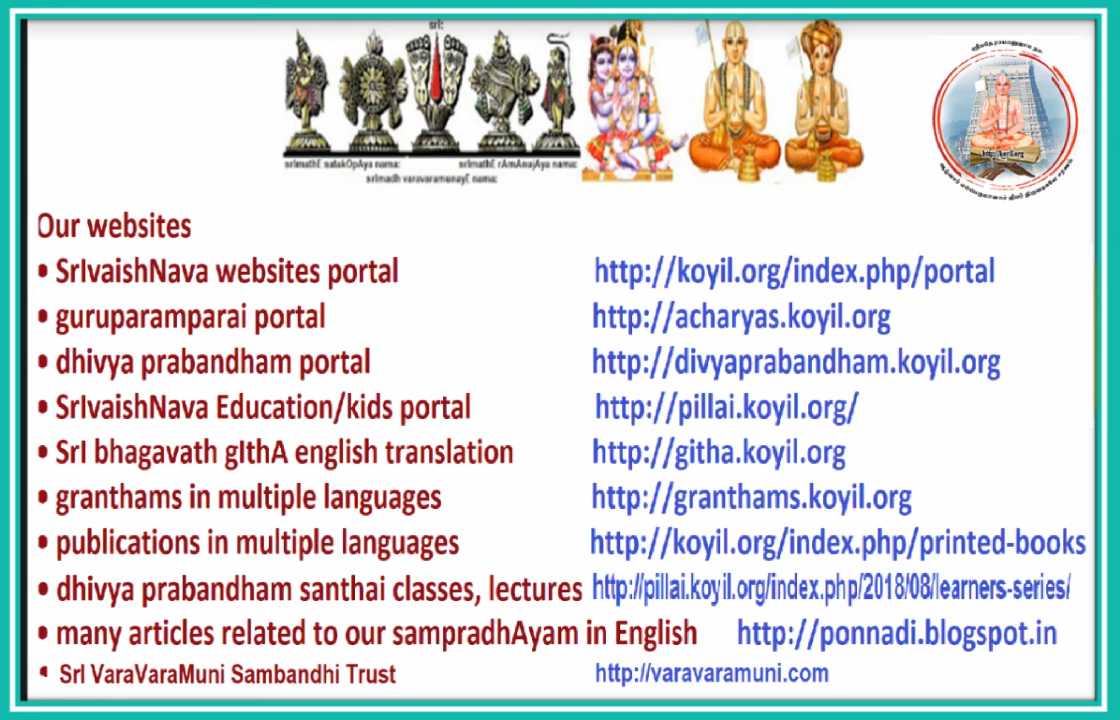 srI:
srImathE satakOpAya nama: srImathE rAmAnujAya nama:
srImadh varavaramunayE nama:
http://koyil.org
Our websites
• SrIvaishNava websites portal http://koyil.org/index.php/portal
• guruparamparai portal http://acharyas.koyil.org
• dhivya prabandham portal http://divyaprabandham.koyil.org
• SrIvaishNava Education/kids portal http://pillai.koyil.org/
• SrI bhagavath gIthA english translation http://githa.koyil.org
• granthams in multiple languages http://granthams.koyil.org
• publications in multiple languages http://koyil.org/index.php/printed-books
• dhivya prabandham santhai classes, lectures http://pillai.koyil.org/index.php/2018/08/learners-series/
• many articles related to our sampradhAyam in English http://ponnadi.blogspot.in
• SrI VaraVaraMuni Sambandhi Trust http://varavaramuni.com